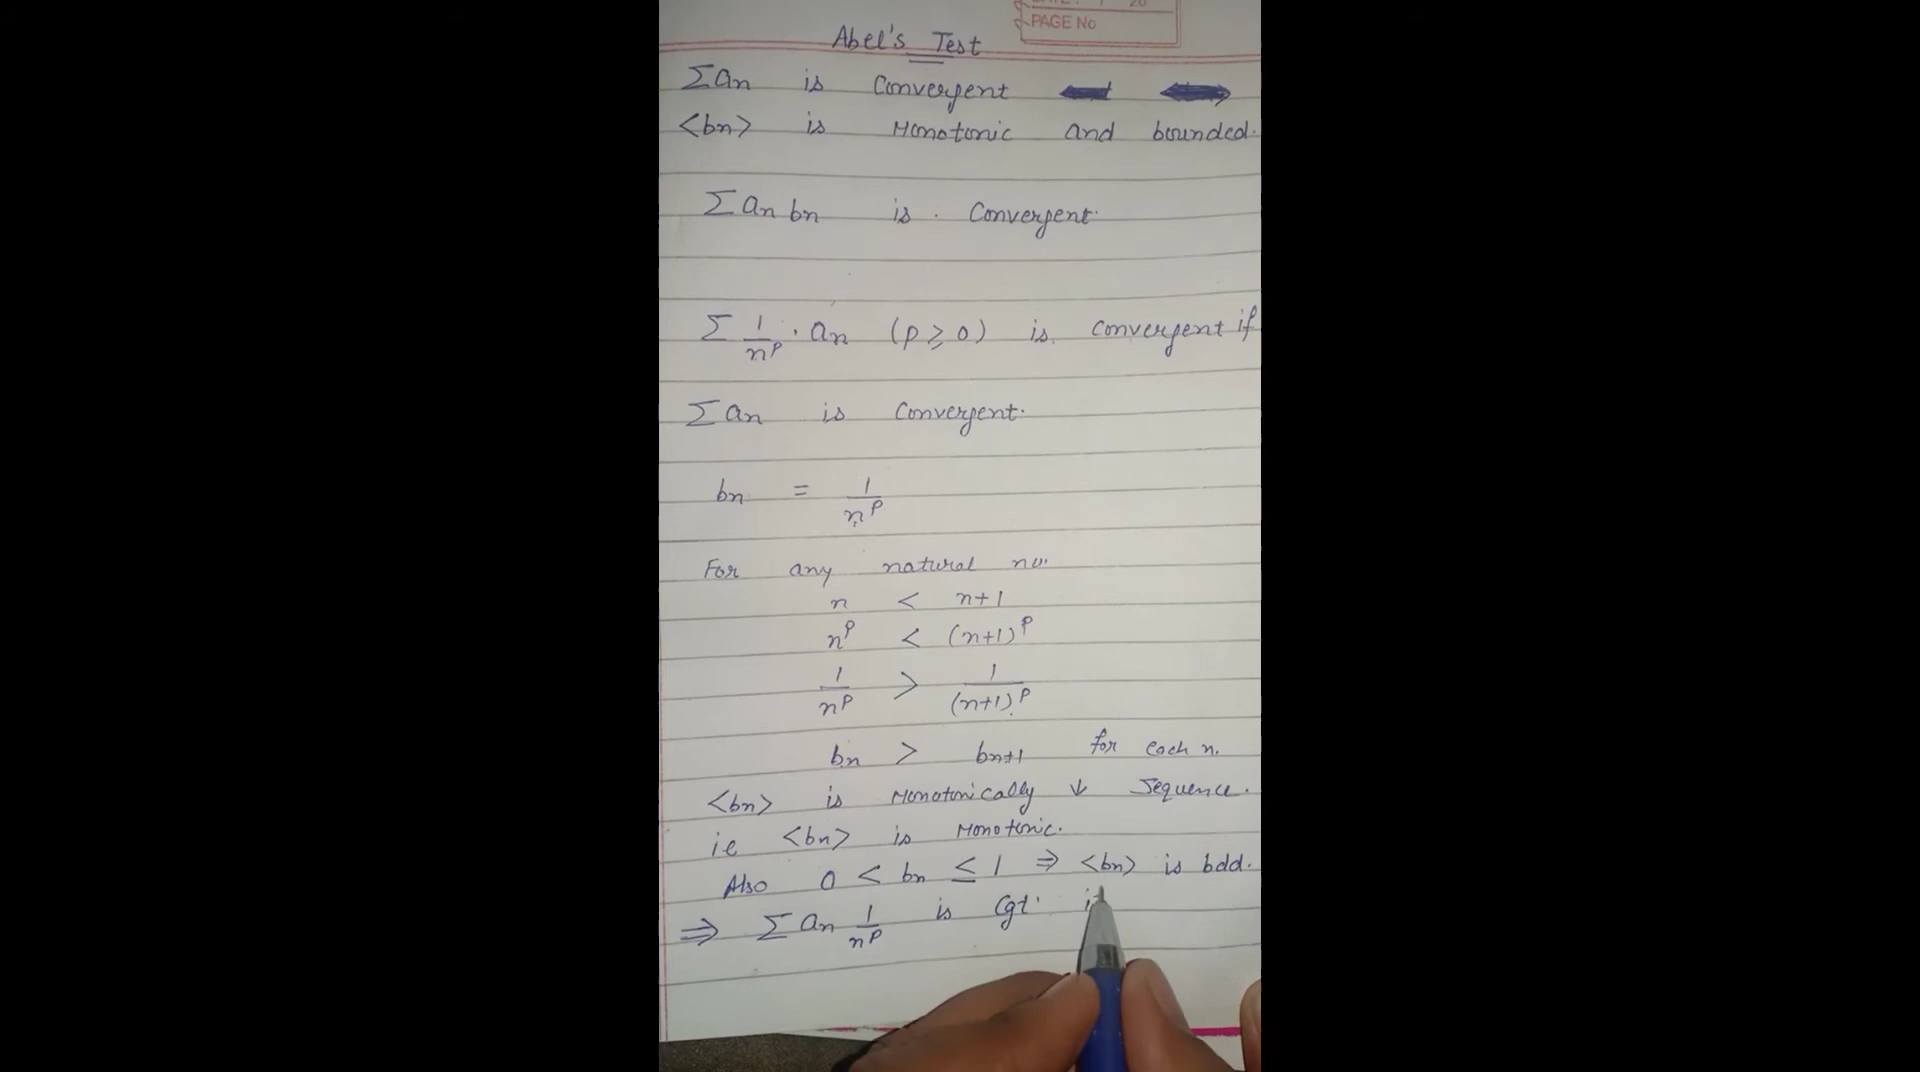 PAGE No
Abel's Test
Σan is Convergent
<bn> is Monotonic and bounded.
Σ an bn is Convergent.
Σ 1/n^p · an (p ≥ 0) is convergent if
Σ an is Convergent.
bn = 1/n^p
For any natural no.
n < n+1
n^p < (n+1)^p
1/n^p > 1/(n+1)^p
bn > bn+1 for each n.
<bn> is Monotonically ↓ Sequence.
ie <bn> is Monotonic.
Also 0 < bn ≤ 1 ⇒ <bn> is bdd.
⇒ Σ an 1/n^p is Cgt.